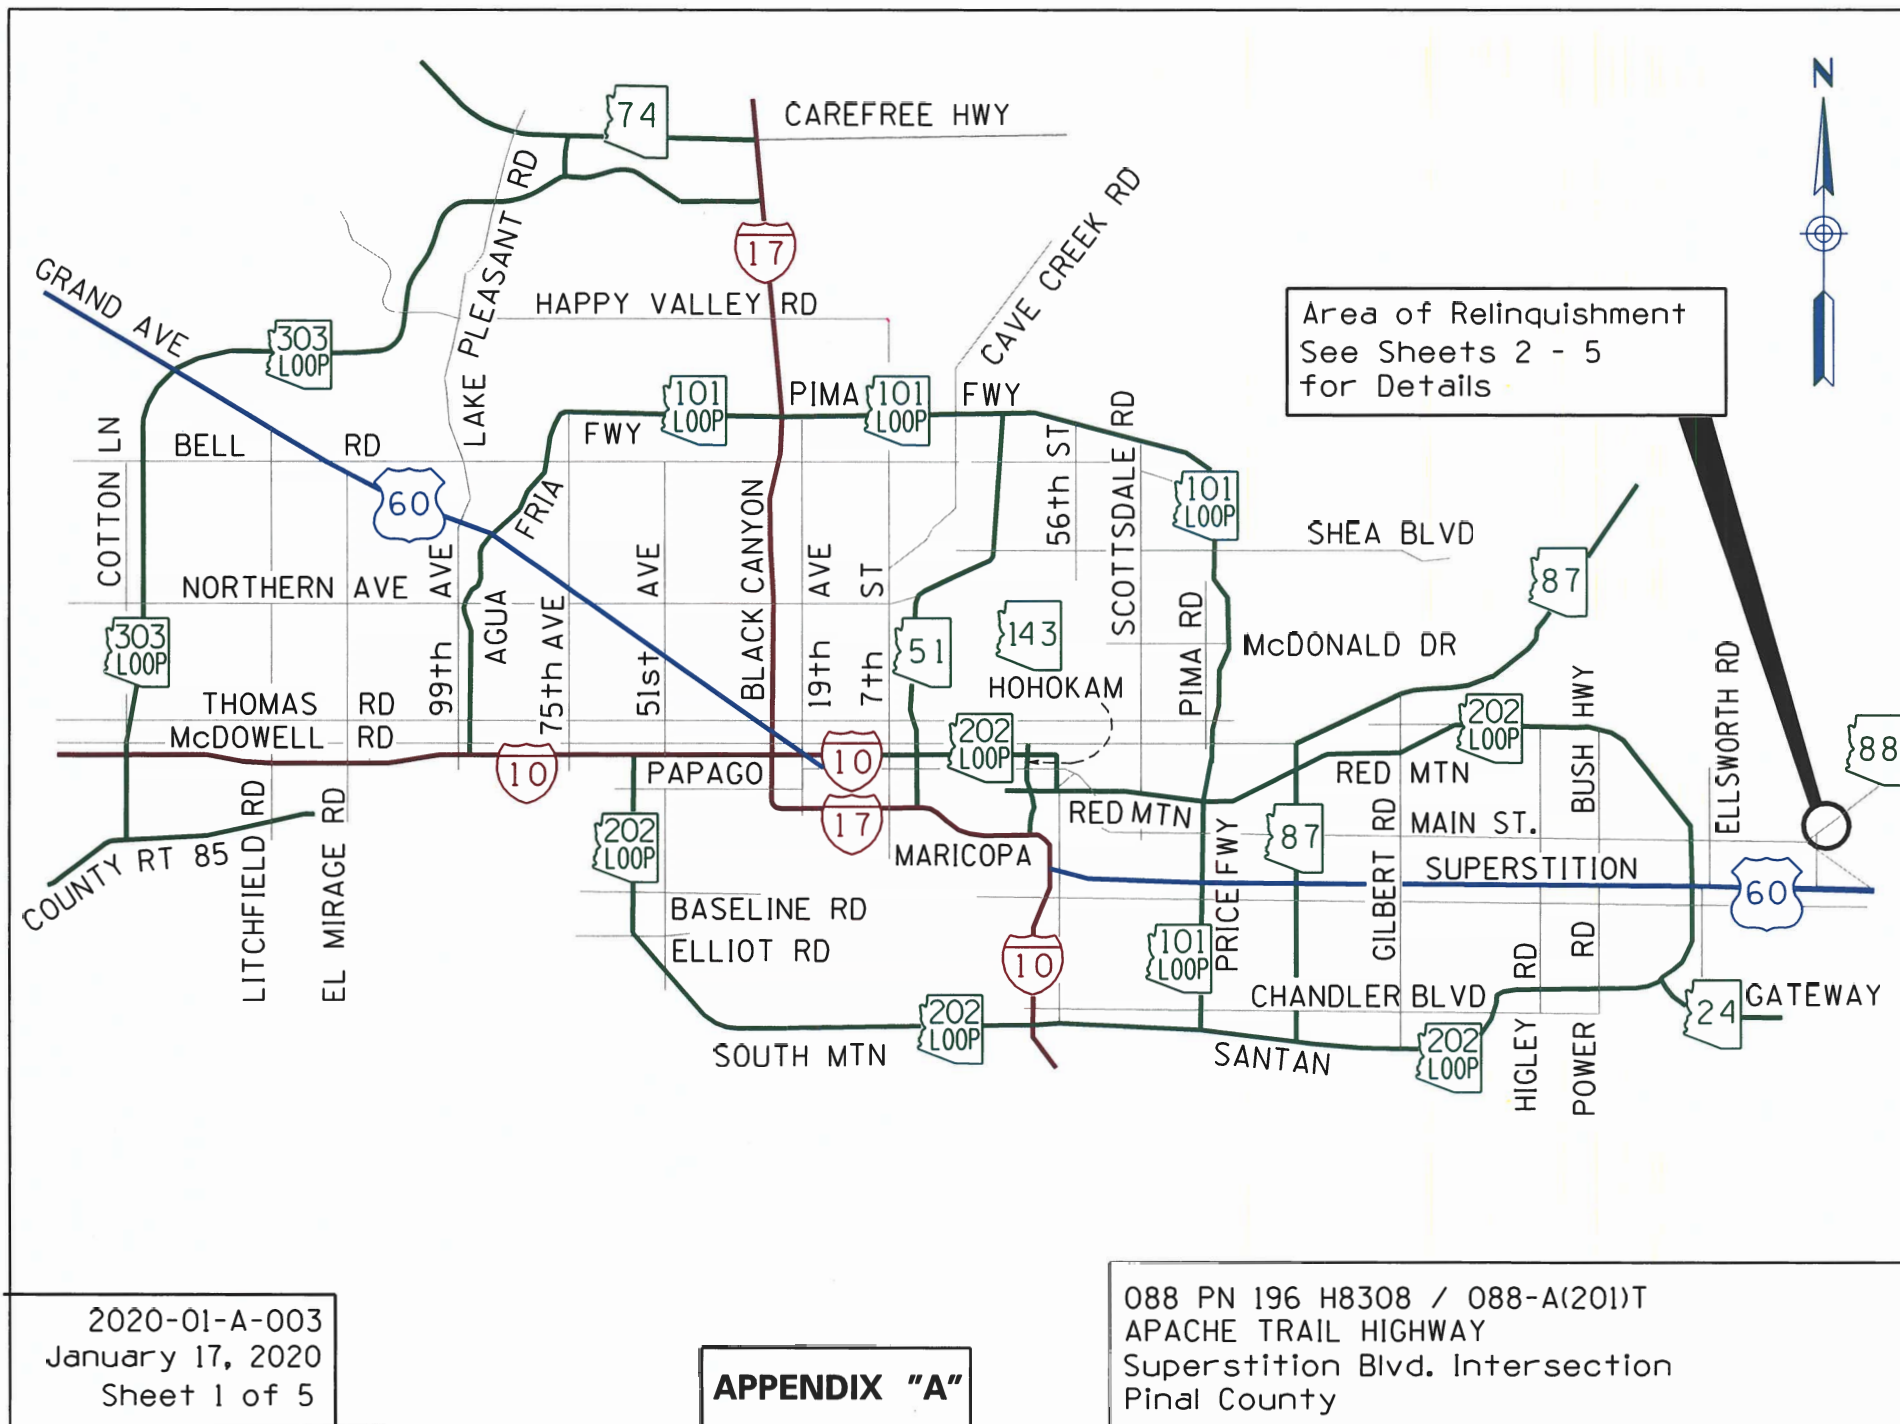 74
CAREFREE HWY
N
LAKE PLEASANT RD
17
CAVE CREEK RD
GRAND AVE
HAPPY VALLEY RD
Area of Relinquishment
See Sheets 2 - 5
for Details
303
LOOP
101
LOOP
PIMA
101
LOOP
FWY
FWY
BELL RD
COTTON LN
60
FRIA
BLACK CANYON
56th ST
SCOTTSDALE RD
101
LOOP
SHEA BLVD
87
NORTHERN AVE
99th AVE
AGUA
75th AVE
51st AVE
19th AVE
7th ST
51
143
HOHOKAM
PIMA RD
McDONALD DR
303
LOOP
THOMAS RD
McDOWELL RD
10
PAPAGO
10
202
LOOP
RED MTN
RED MTN
202
LOOP
BUSH HWY
ELLSWORTH RD
88
17
202
LOOP
MARICOPA
PRICE FWY
87
GILBERT RD
MAIN ST.
SUPERSTITION
60
COUNTY RT 85
LITCHFIELD RD
EL MIRAGE RD
BASELINE RD
ELLIOT RD
10
101
LOOP
CHANDLER BLVD
HIGLEY RD
POWER RD
24
GATEWAY
SOUTH MTN
202
LOOP
SANTAN
202
LOOP
2020-01-A-003
January 17, 2020
Sheet 1 of 5
APPENDIX "A"
088 PN 196 H8308 / 088-A(201)T
APACHE TRAIL HIGHWAY
Superstition Blvd. Intersection
Pinal County